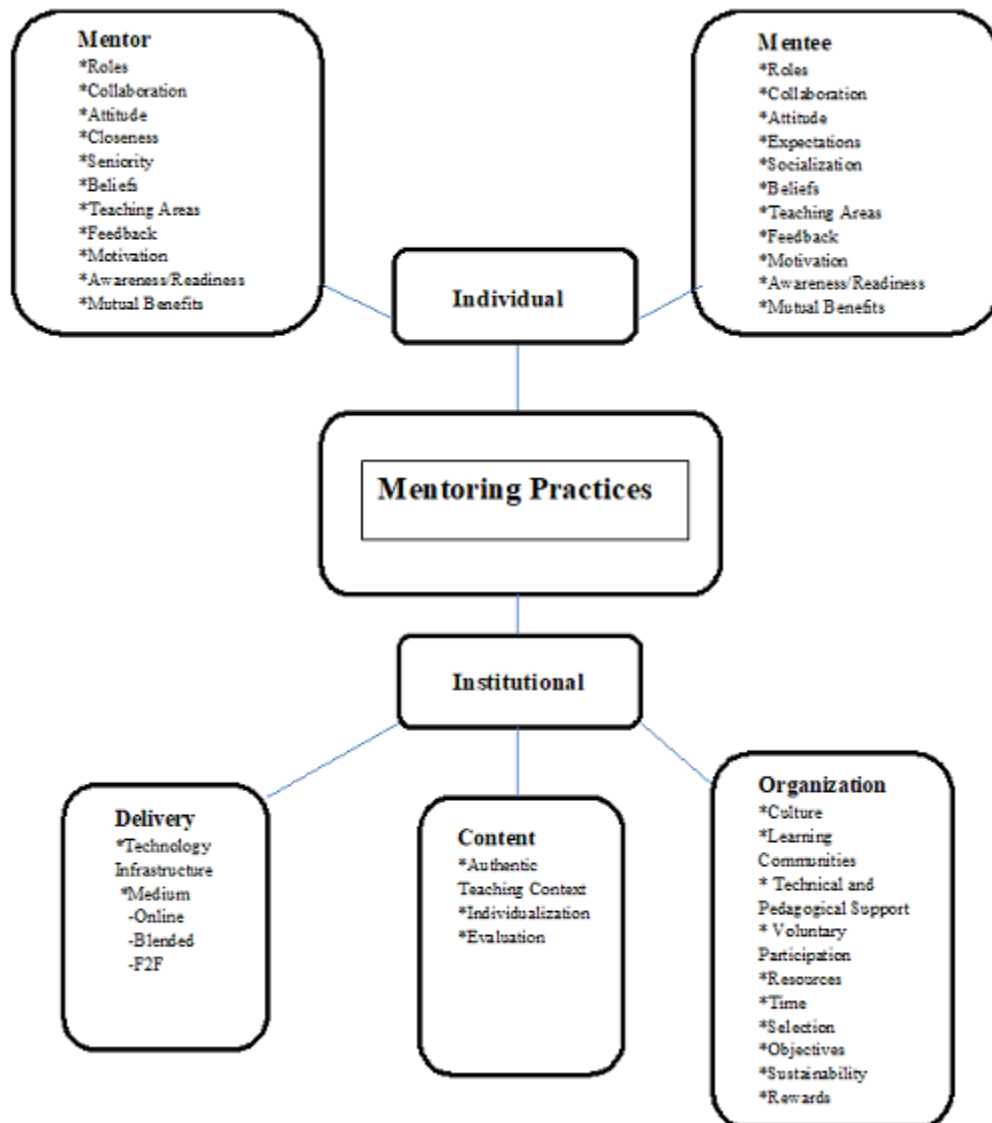 Mentor
*Roles
*Collaboration
*Attitude
*Closeness
*Seniority
*Beliefs
*Teaching Areas
*Feedback
*Motivation
*Awareness/Readiness
*Mutual Benefits
Mentee
*Roles
*Collaboration
*Attitude
*Expectations
*Socialization
*Beliefs
*Teaching Areas
*Feedback
*Motivation
*Awareness/Readiness
*Mutual Benefits
Individual
Mentoring Practices
Institutional
Delivery
*Technology
Infrastructure
*Medium
-Online
-Blended
-F2F
Content
*Authentic
Teaching Context
*Individualization
*Evaluation
Organization
*Culture
*Learning
Communities
* Technical and
Pedagogical Support
* Voluntary
Participation
*Resources
*Time
*Selection
*Objectives
*Sustainability
*Rewards